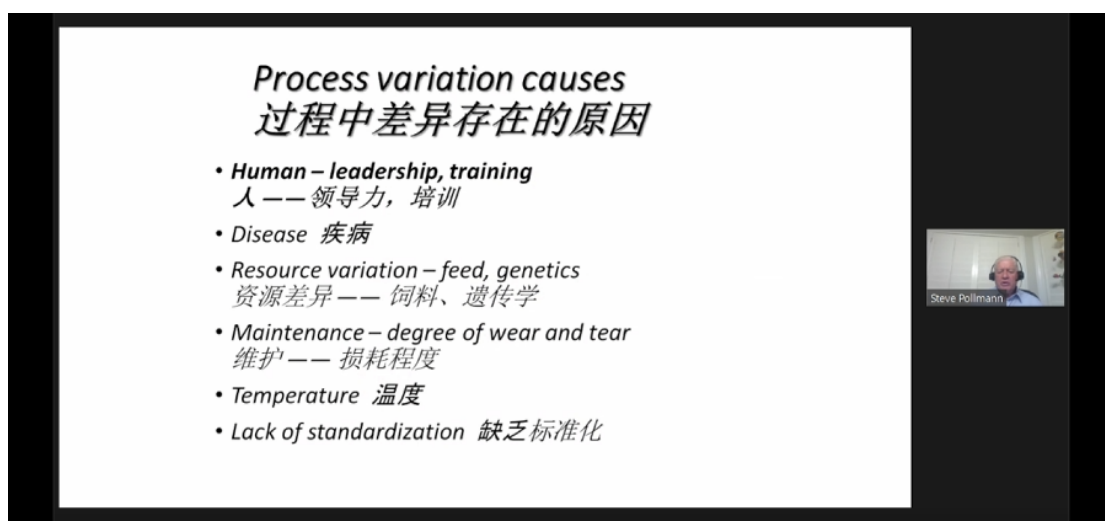 Process variation causes
过程中差异存在的原因
• Human – leadership, training
人 —— 领导力，培训
• Disease 疾病
• Resource variation – feed, genetics
资源差异 —— 饲料、遗传学
• Maintenance – degree of wear and tear
维护 —— 损耗程度
• Temperature 温度
• Lack of standardization 缺乏标准化
Steve Pollmann